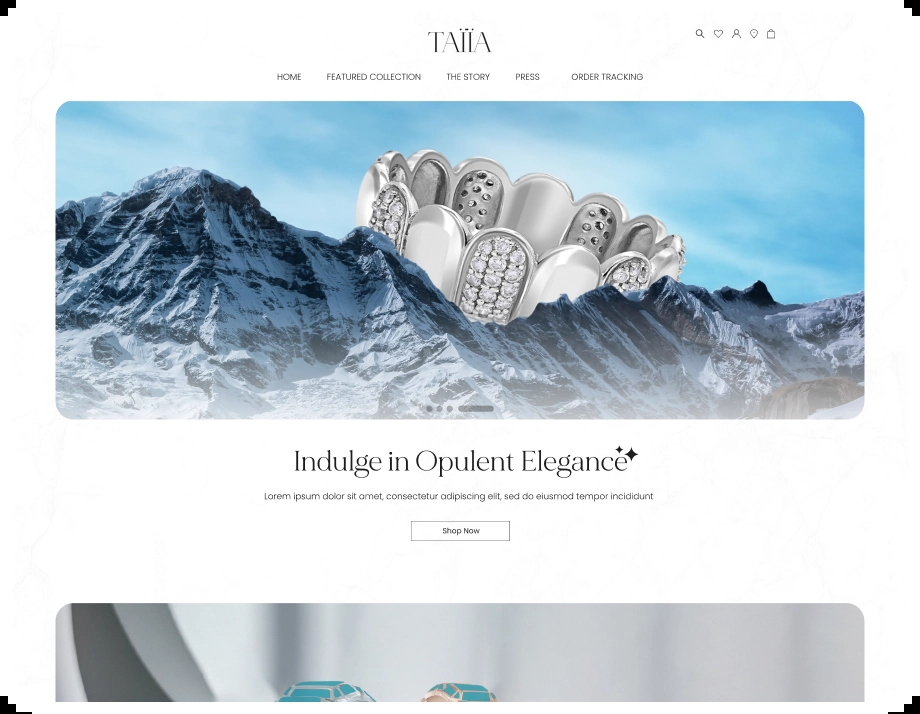 TAÏÏA
HOME FEATURED COLLECTION THE STORY PRESS ORDER TRACKING
Indulge in Opulent Elegance
Lorem ipsum dolor sit amet, consectetur adipiscing elit, sed do eiusmod tempor incididunt
Shop Now